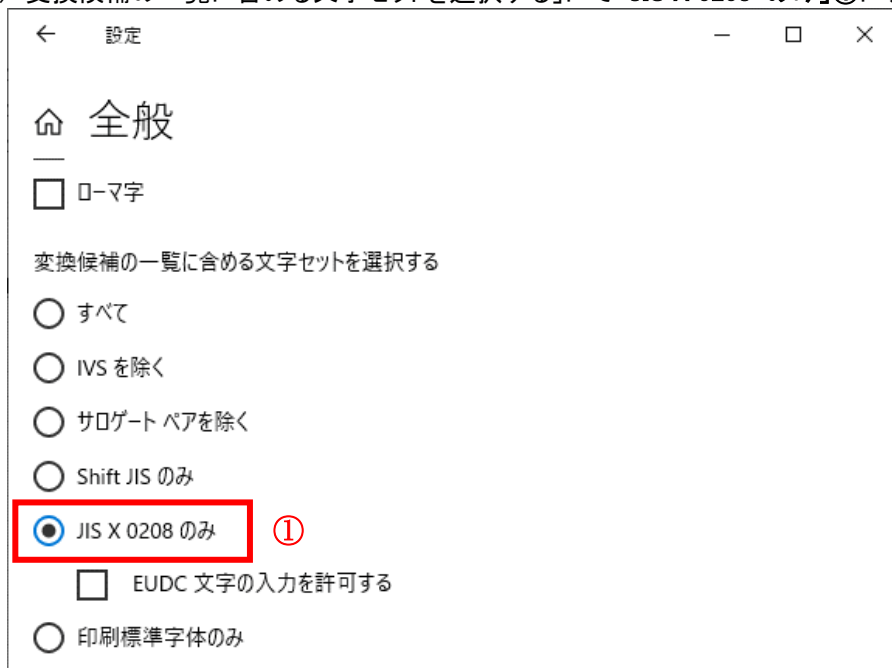 設定
全般
ローマ字
変換候補の一覧に含める文字セットを選択する
すべて
IVS を除く
サロゲート ペアを除く
Shift JIS のみ
JIS X 0208 のみ ①
EUDC 文字の入力を許可する
印刷標準字体のみ